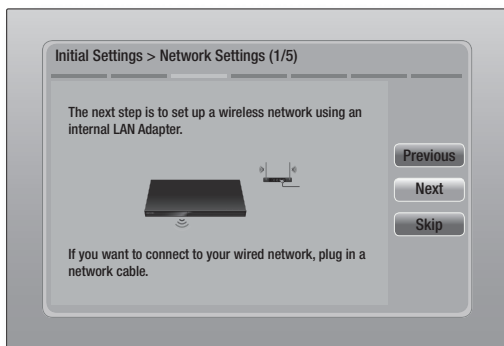 Initial Settings > Network Settings (1/5)
The next step is to set up a wireless network using an
internal LAN Adapter.
If you want to connect to your wired network, plug in a
network cable.
Previous
Next
Skip